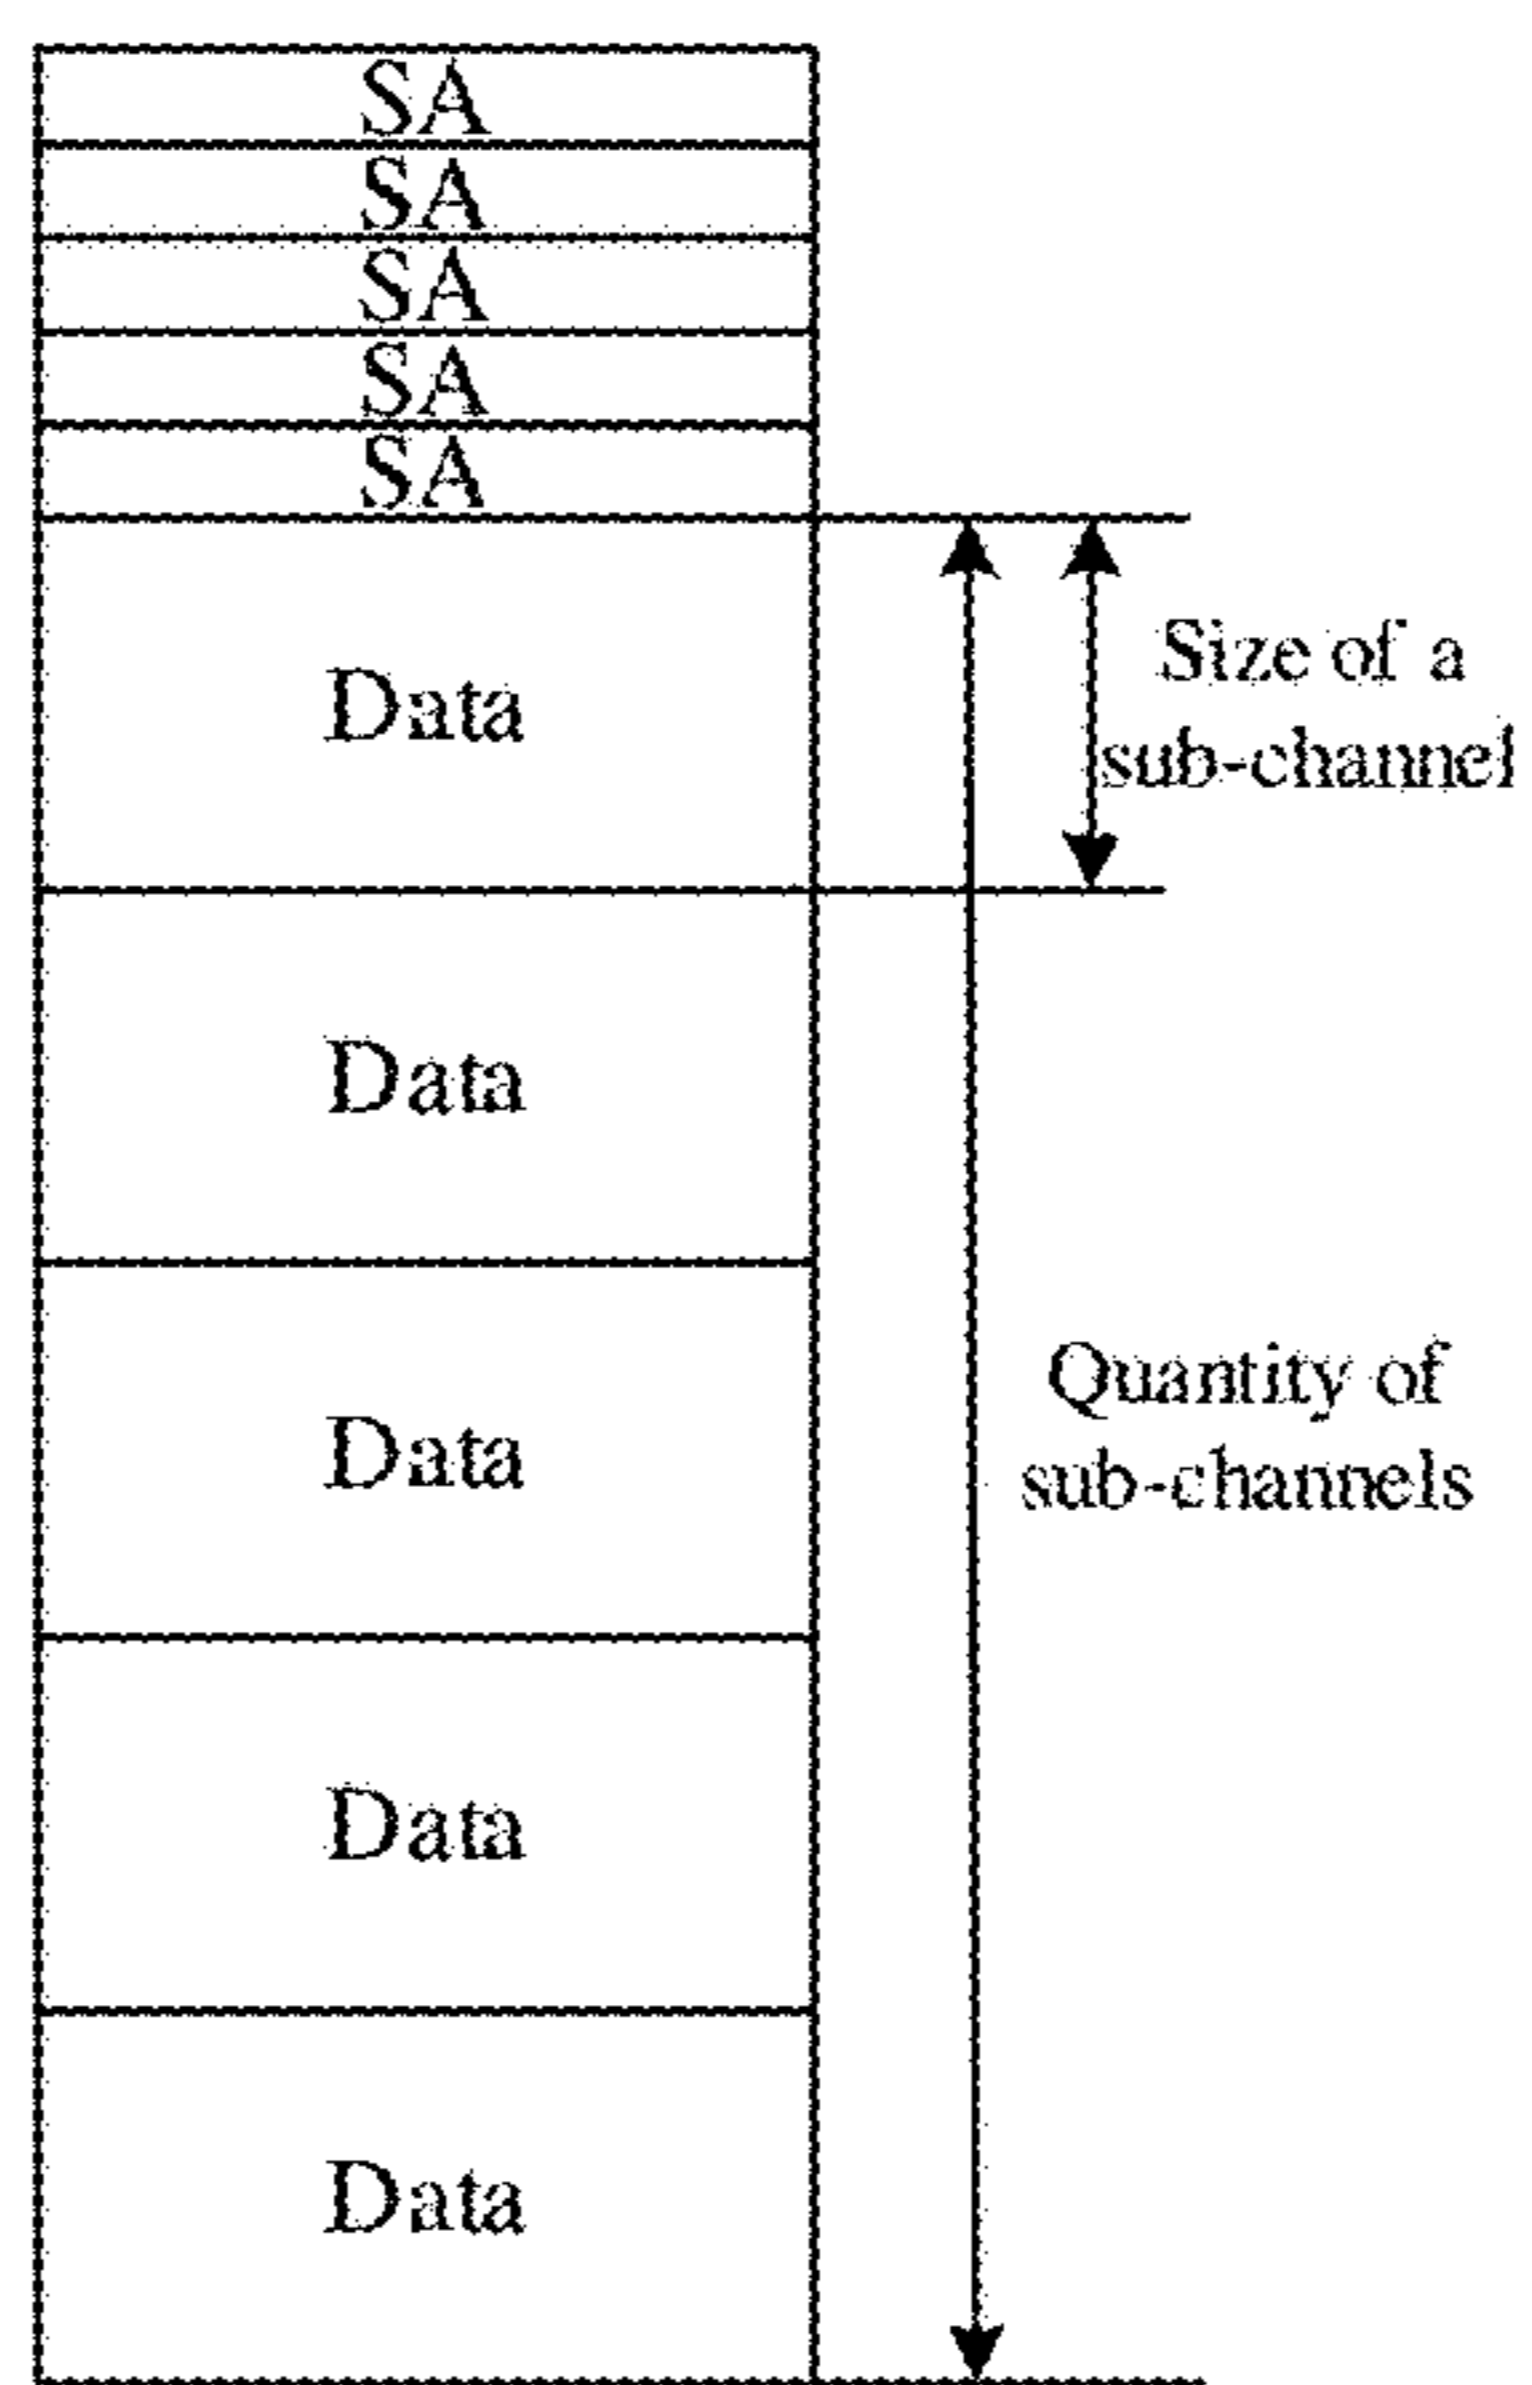 SA
SA
SA
SA
SA
Data
Size of a
sub-channel
Data
Data
Quantity of
sub-channels
Data
Data